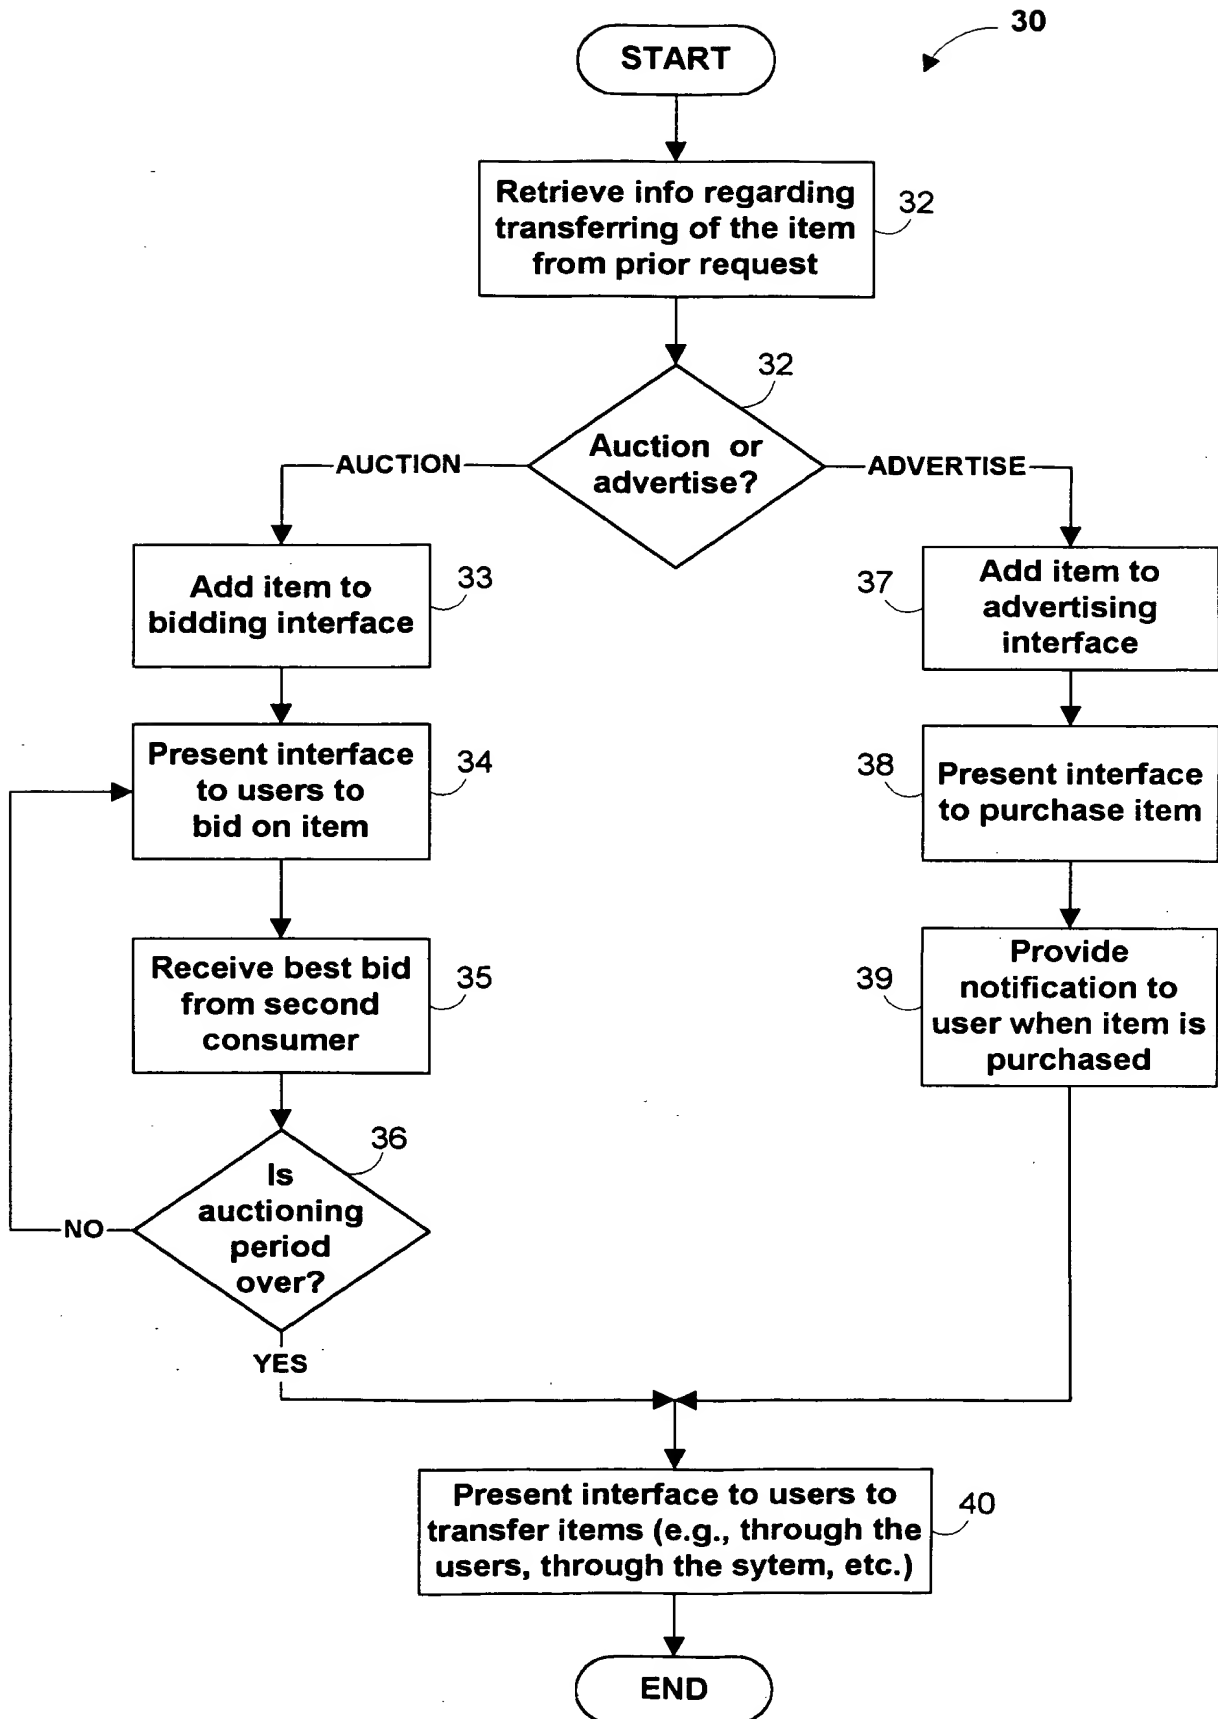 30
START
Retrieve info regarding
transferring of the item
from prior request
32
32
Auction or
advertise?
AUCTION
ADVERTISE
Add item to
bidding interface
33
37
Add item to
advertising
interface
Present interface
to users to
bid on item
34
38
Present interface
to purchase item
Receive best bid
from second
consumer
35
39
Provide
notification to
user when item is
purchased
36
Is
auctioning
period
over?
NO
YES
Present interface to users to
transfer items (e.g., through the
users, through the sytem, etc.)
40
END